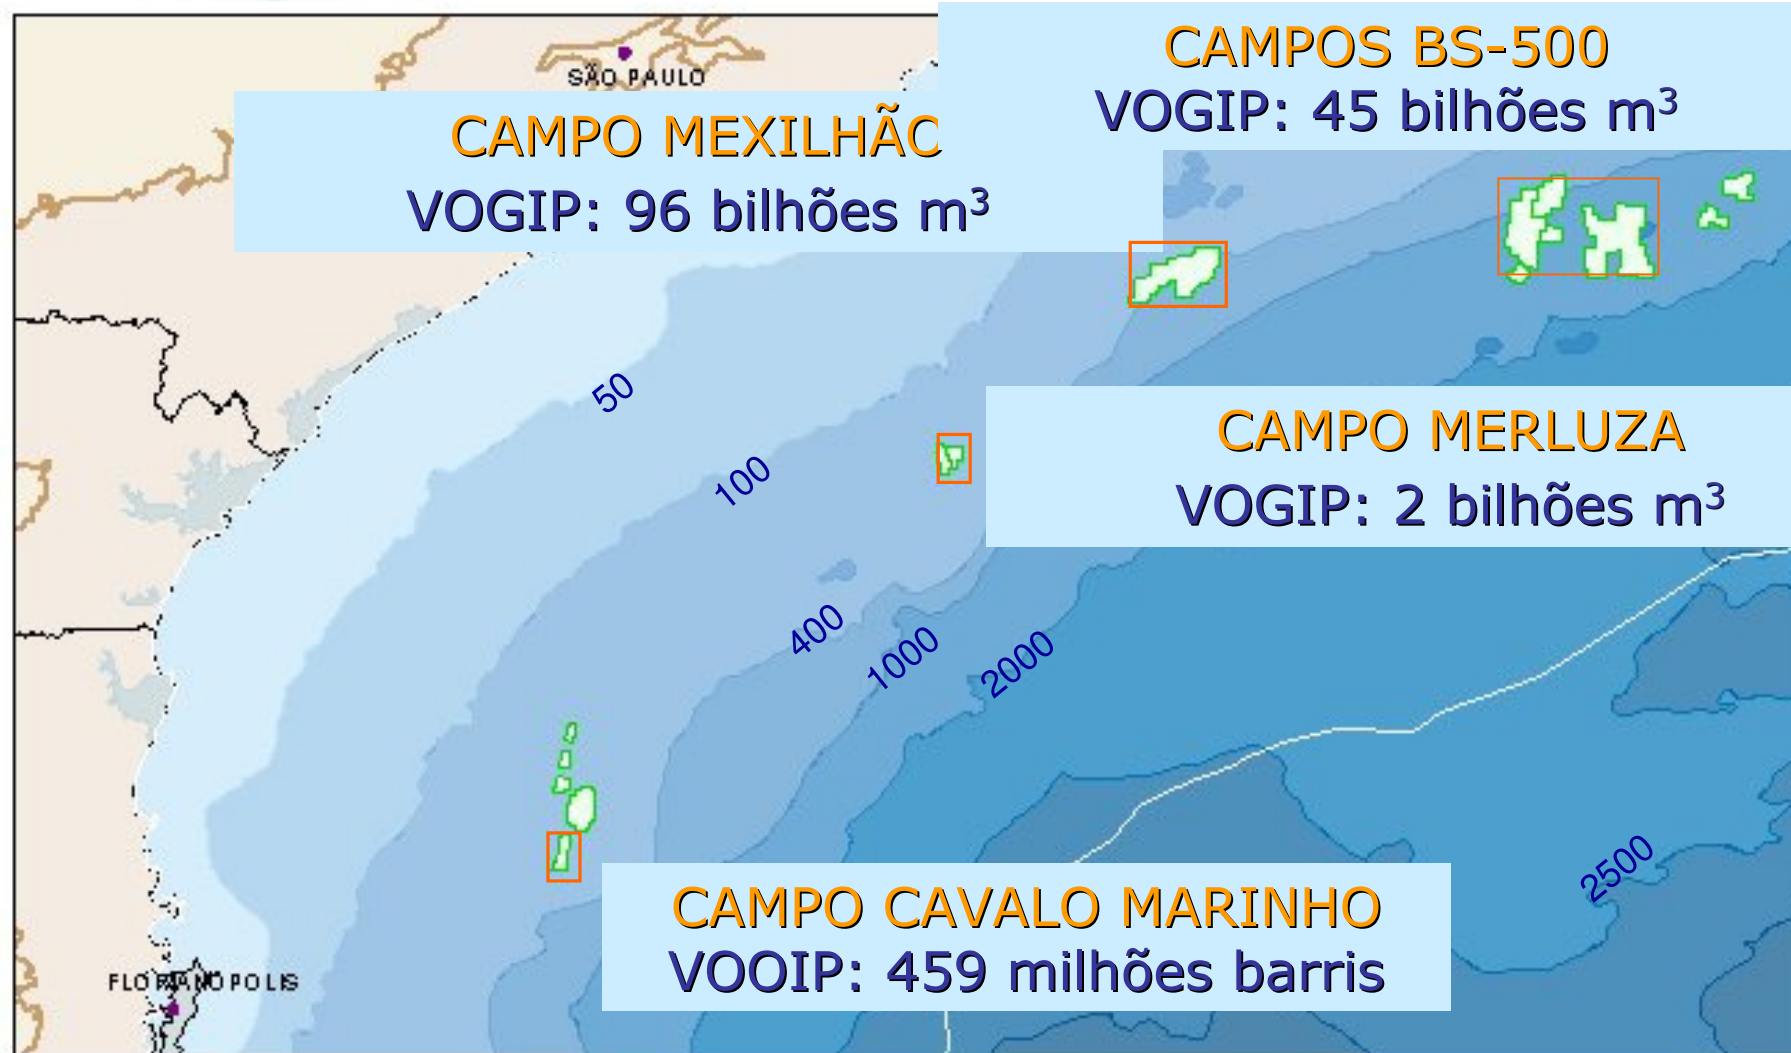 SÃO PAULO
CAMPOS BS-500
VOGIP: 45 bilhões m³
CAMPO MEXILHÃO
VOGIP: 96 bilhões m³
50
100
CAMPO MERLUZA
VOGIP: 2 bilhões m³
400
1000
2000
2500
CAMPO CAVALO MARINHO
VOOIP: 459 milhões barris
FLORIANÓPOLIS